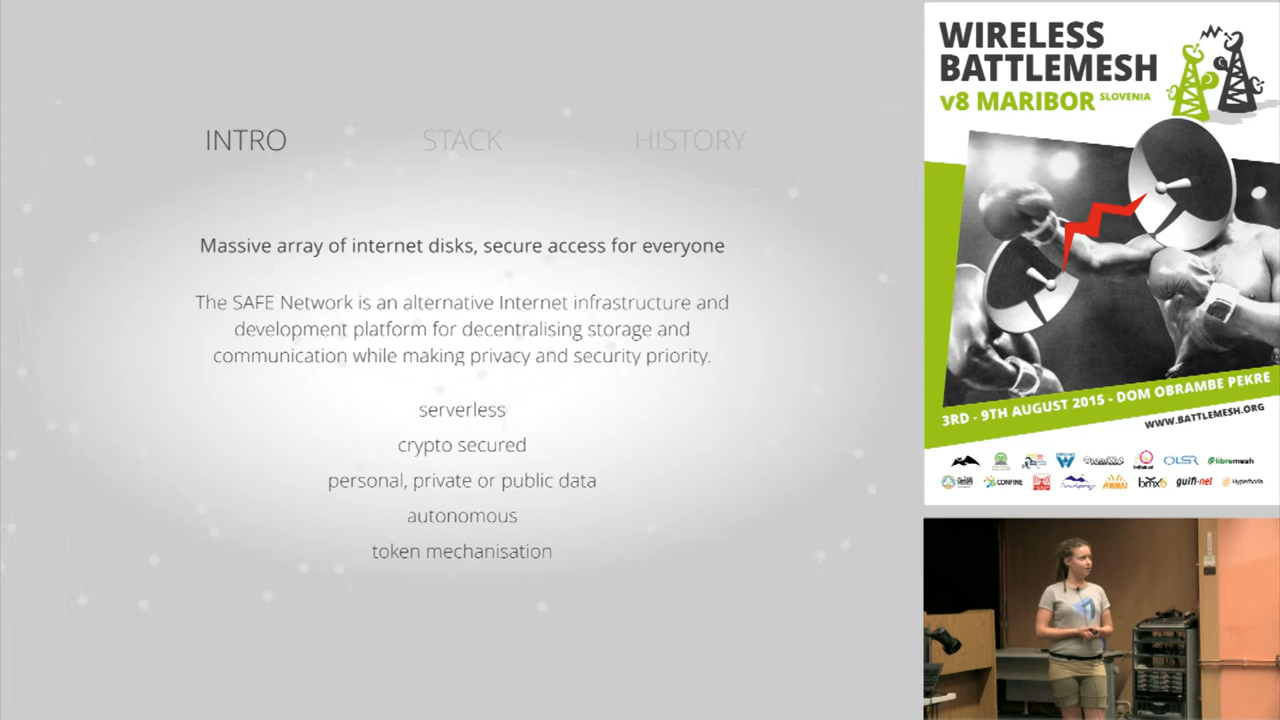 INTRO STACK HISTORY
Massive array of internet disks, secure access for everyone
The SAFE Network is an alternative Internet infrastructure and
development platform for decentralising storage and
communication while making privacy and security priority.
serverless
crypto secured
personal, private or public data
autonomous
token mechanisation
WIRELESS
BATTLEMESH
v8 MARIBOR SLOVENIA
3RD - 9TH AUGUST 2015 - DOM OBRAMBE PEKRE
WWW.BATTLEMESH.ORG
OLSR libremesh
CONFINE AWMN bmx6 guifi·net Hyperboria